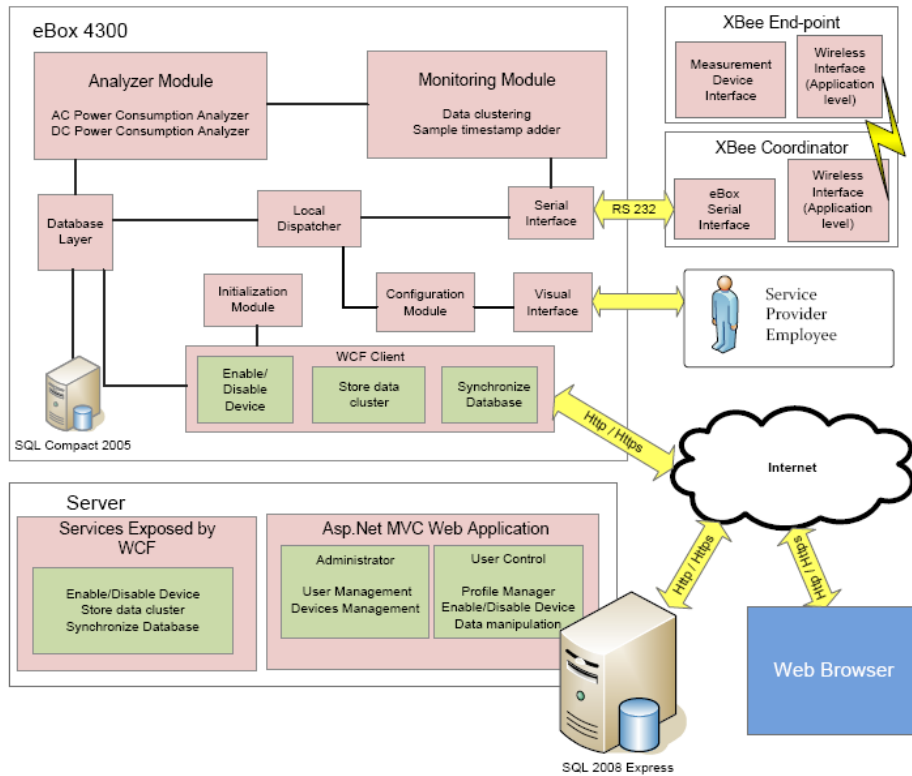 eBox 4300
Analyzer Module
AC Power Consumption Analyzer
DC Power Consumption Analyzer
Monitoring Module
Data clustering
Sample timestamp adder
XBee End-point
Measurement
Device
Interface
Wireless
Interface
(Application
level)
XBee Coordinator
eBox
Serial
Interface
Wireless
Interface
(Application
level)
Database
Layer
Local
Dispatcher
Serial
Interface
RS 232
Initialization
Module
Configuration
Module
Visual
Interface
Service
Provider
Employee
WCF Client
Enable/
Disable
Device
Store data
cluster
Synchronize
Database
SQL Compact 2005
Http / Https
Internet
Server
Services Exposed by
WCF
Enable/Disable Device
Store data cluster
Synchronize Database
Asp.Net MVC Web Application
Administrator
User Management
Devices Management
User Control
Profile Manager
Enable/Disable Device
Data manipulation
Http / Https
Http / Https
Web Browser
SQL 2008 Express